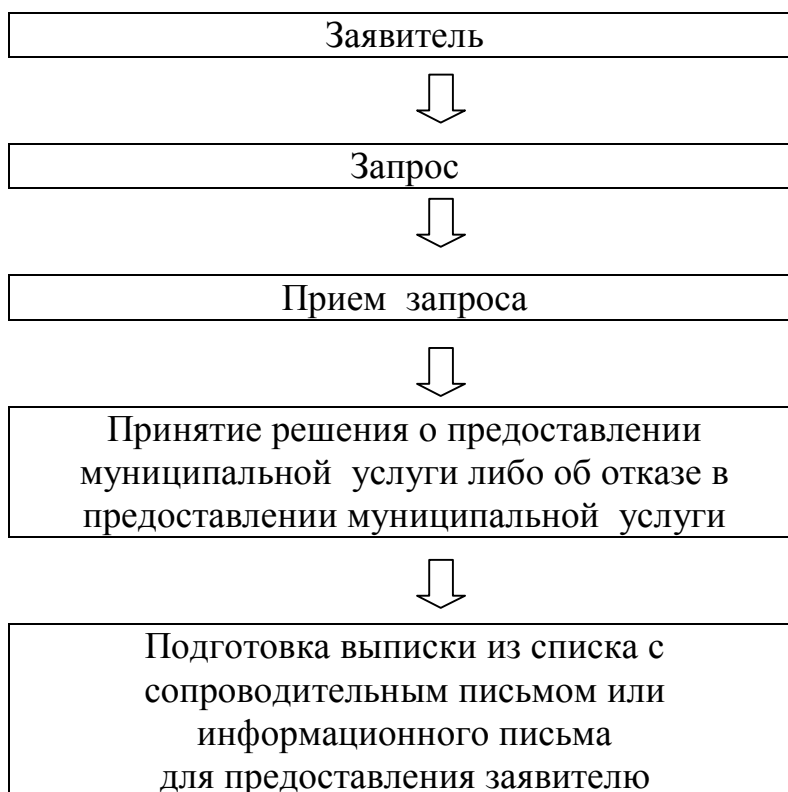 Заявитель
Запрос
Прием запроса
Принятие решения о предоставлении
муниципальной услуги либо об отказе в
предоставлении муниципальной услуги
Подготовка выписки из списка с
сопроводительным письмом или
информационного письма
для предоставления заявителю